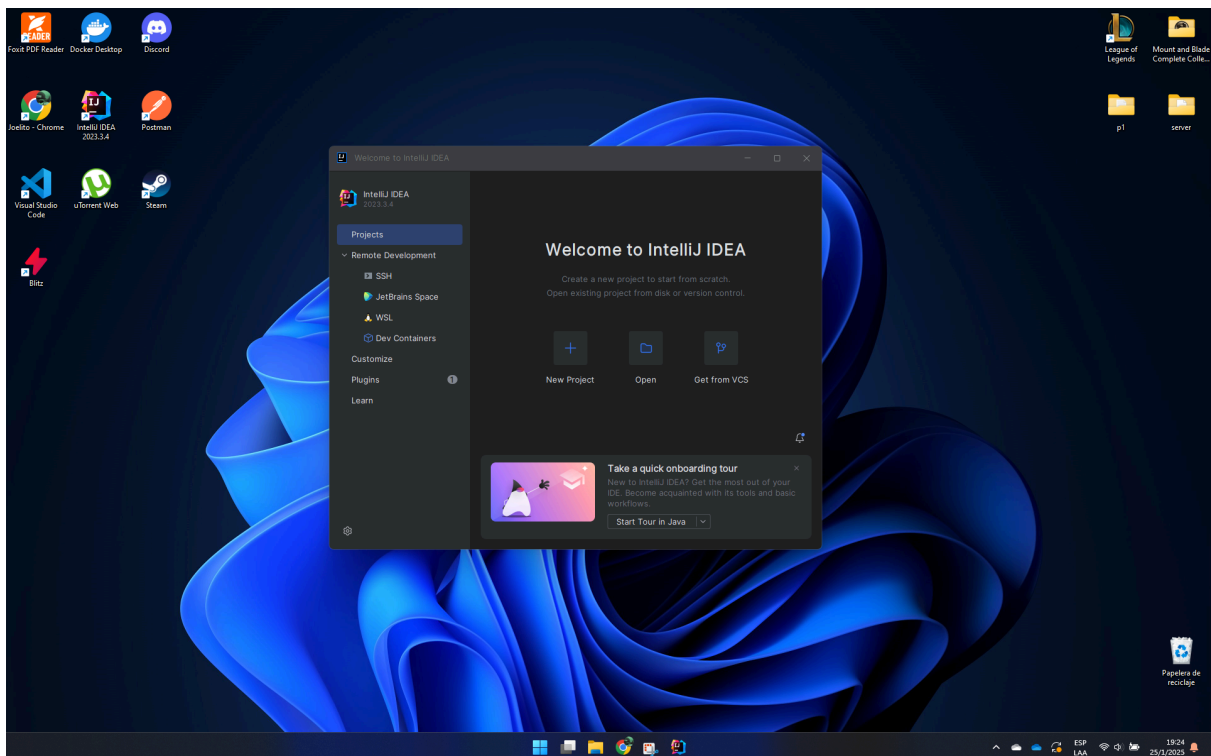 Foxit PDF Reader
Docker Desktop
Discord
Joelito - Chrome
IntelliJ IDEA
2023.3.4
Postman
Visual Studio
Code
uTorrent Web
Steam
Blitz
League of
Legends
Mount and Blade
Complete Colle...
p1
server
Papelera de
reciclaje
Welcome to IntelliJ IDEA
IntelliJ IDEA
2023.3.4
Projects
Remote Development
SSH
JetBrains Space
WSL
Dev Containers
Customize
Plugins 1
Learn
Welcome to IntelliJ IDEA
Create a new project to start from scratch.
Open existing project from disk or version control.
New Project
Open
Get from VCS
Take a quick onboarding tour
New to IntelliJ IDEA? Get the most out of your
IDE. Become acquainted with its tools and basic
workflows.
Start Tour in Java
ESP
LAA
19:24
25/1/2025